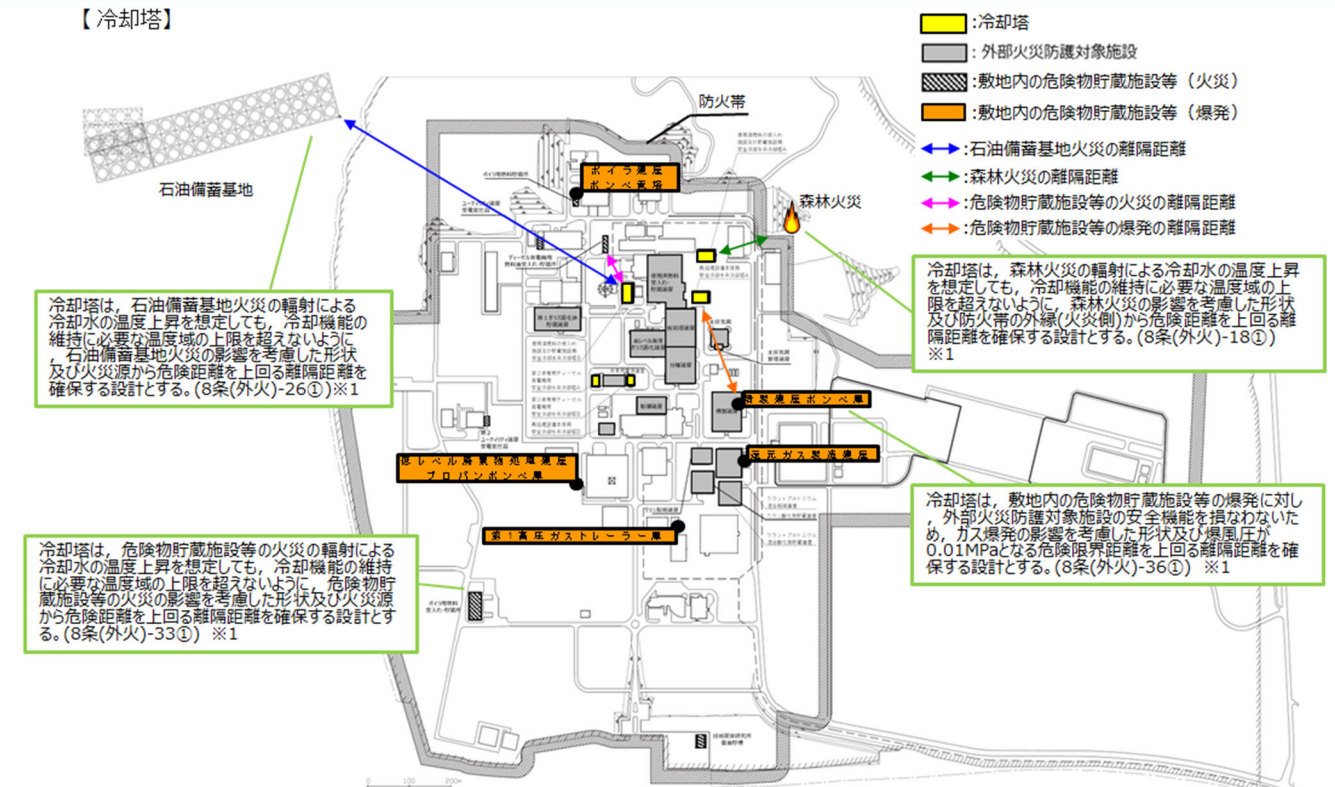 【冷却塔】
:冷却塔
:外部火災防護対象施設
:敷地内の危険物貯蔵施設等（火災）
:敷地内の危険物貯蔵施設等（爆発）
:石油備蓄基地火災の離隔距離
:森林火災の離隔距離
:危険物貯蔵施設等の火災の離隔距離
:危険物貯蔵施設等の爆発の離隔距離
防火帯
石油備蓄基地
森林火災
ボイラ建屋
ボンベ置場
冷却塔は，森林火災の輻射による冷却水の温度上昇
を想定しても，冷却機能の維持に必要な温度域の上
限を超えないように，森林火災の影響を考慮した形状
及び防火帯の外縁(火炎側)から危険距離を上回る離
隔距離を確保する設計とする。(8条(外火)-18①)
※1
冷却塔は，石油備蓄基地火災の輻射による
冷却水の温度上昇を想定しても，冷却機能の
維持に必要な温度域の上限を超えないように
，石油備蓄基地火災の影響を考慮した形状
及び火災源から危険距離を上回る離隔距離を
確保する設計とする。(8条(外火)-26①)※1
精製建屋ボンベ庫
還元ガス製造建屋
低レベル廃棄物処理建屋
プロパンボンベ庫
第1高圧ガストレーラー庫
冷却塔は，敷地内の危険物貯蔵施設等の爆発に対し
，外部火災防護対象施設の安全機能を損なわないた
め，ガス爆発の影響を考慮した形状及び爆風圧が
0.01MPaとなる危険限界距離を上回る離隔距離を確
保する設計とする。(8条(外火)-36①) ※1
冷却塔は，危険物貯蔵施設等の火災の輻射による
冷却水の温度上昇を想定しても，冷却機能の維持
に必要な温度域の上限を超えないように，危険物貯
蔵施設等の火災の影響を考慮した形状及び火災源
から危険距離を上回る離隔距離を確保する設計とす
る。(8条(外火)-33①) ※1
0 100 200m